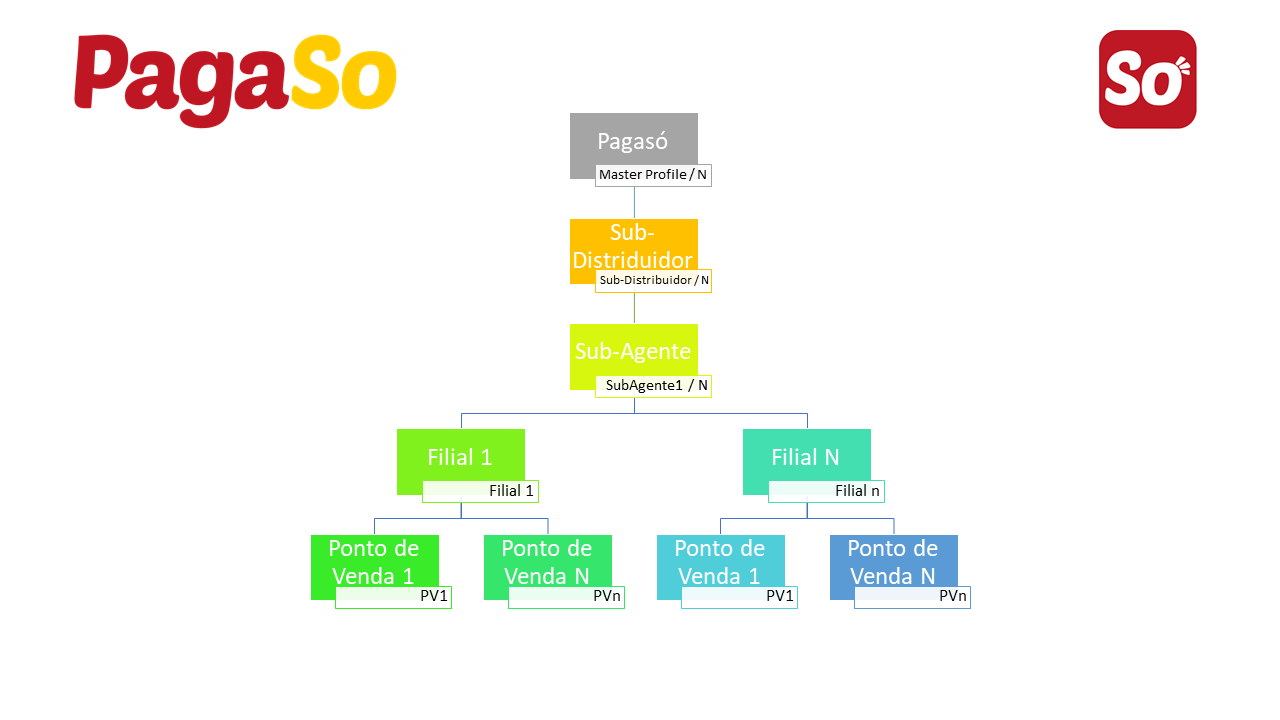 PagaSo
So
Pagasó
Master Profile / N
Sub-
Distriduidor
Sub-Distribuidor / N
Sub-Agente
SubAgente1 / N
Filial 1
Filial 1
Filial N
Filial n
Ponto de
Venda 1
PV1
Ponto de
Venda N
PVn
Ponto de
Venda 1
PV1
Ponto de
Venda N
PVn